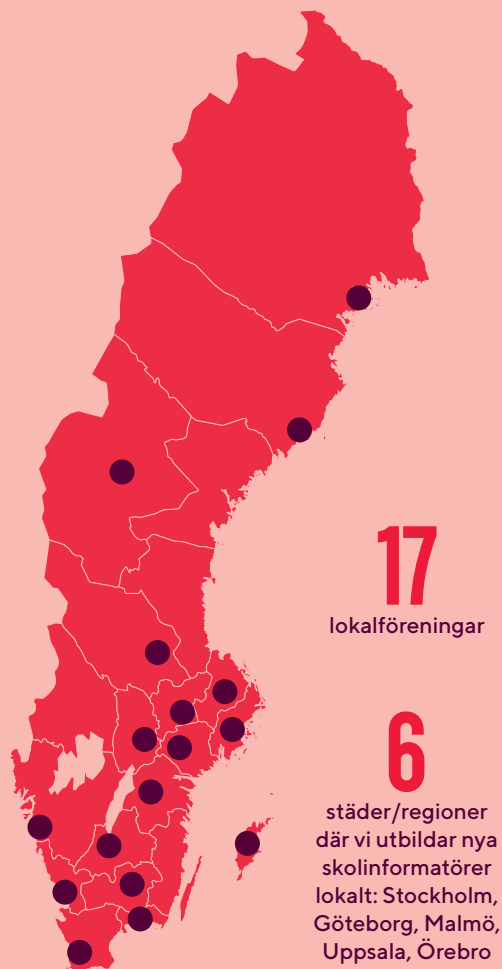 17
lokalföreningar
6
städer/regioner
där vi utbildar nya
skolinformatörer
lokalt: Stockholm,
Göteborg, Malmö,
Uppsala, Örebro